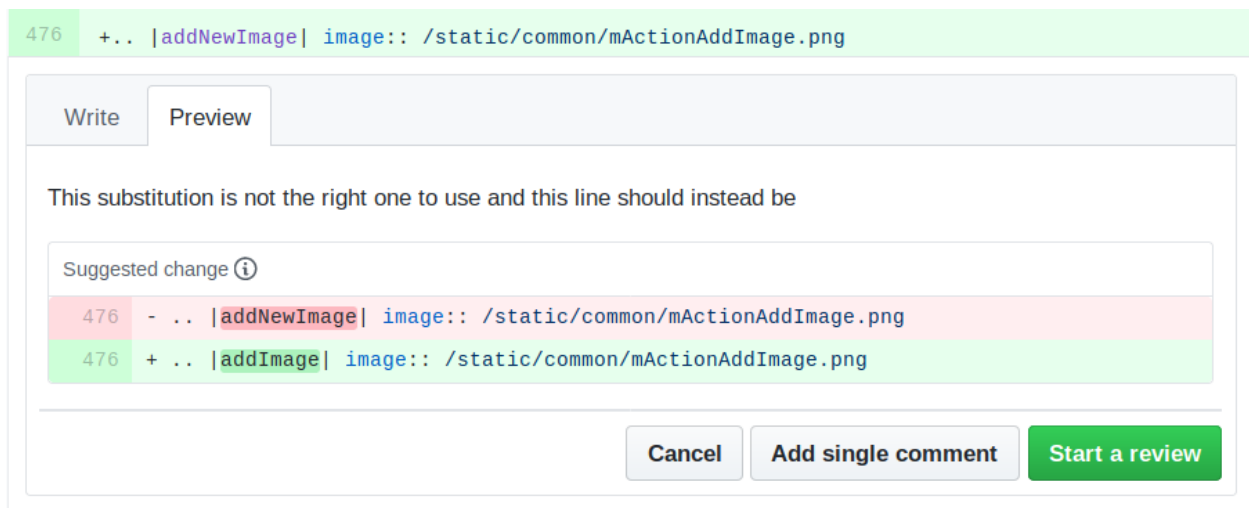 476 +.. |addNewImage| image:: /static/common/mActionAddImage.png
Write Preview
This substitution is not the right one to use and this line should instead be
Suggested change
476 - .. |addNewImage| image:: /static/common/mActionAddImage.png
476 + .. |addImage| image:: /static/common/mActionAddImage.png
Cancel Add single comment Start a review